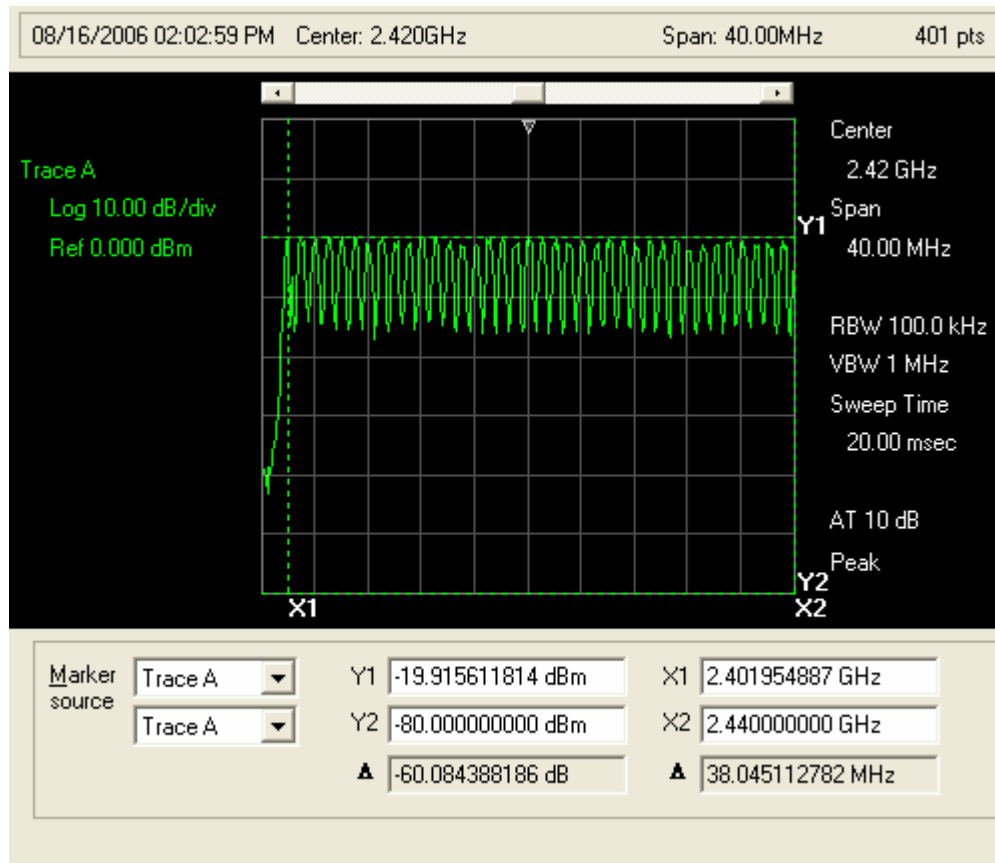 08/16/2006 02:02:59 PM Center: 2.420GHz Span: 40.00MHz 401 pts
Trace A
Log 10.00 dB/div
Ref 0.000 dBm
Center
2.42 GHz
Span
40.00 MHz
RBW 100.0 kHz
VBW 1 MHz
Sweep Time
20.00 msec
AT 10 dB
Peak
Y1
Y2
X1 X2
Marker source
Trace A
Trace A
Y1 -19.915611814 dBm
Y2 -80.000000000 dBm
Δ -60.084388186 dB
X1 2.401954887 GHz
X2 2.440000000 GHz
Δ 38.045112782 MHz